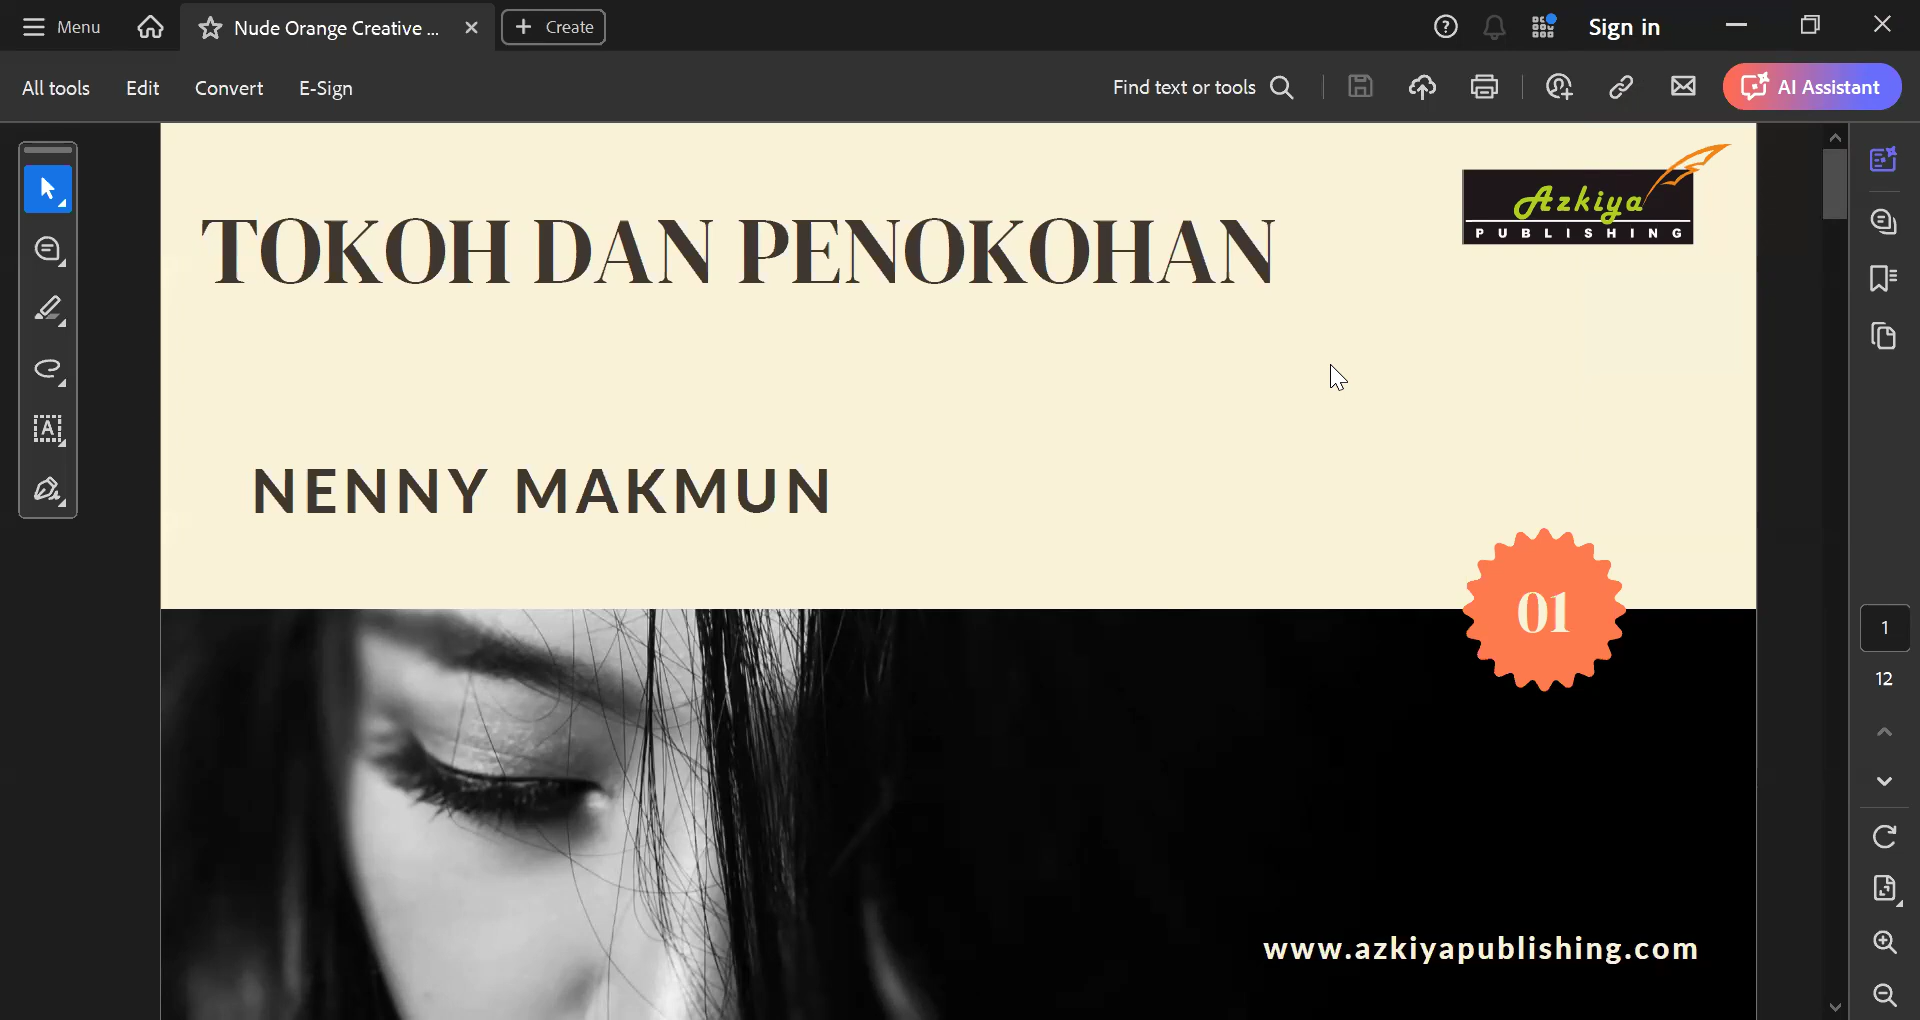 Menu
Nude Orange Creative ...
Create
Sign in
All tools
Edit
Convert
E-Sign
Find text or tools
AI Assistant
TOKOH DAN PENOKOHAN
Azkiya
PUBLISHING
NENNY MAKMUN
01
www.azkiyapublishing.com
1
12